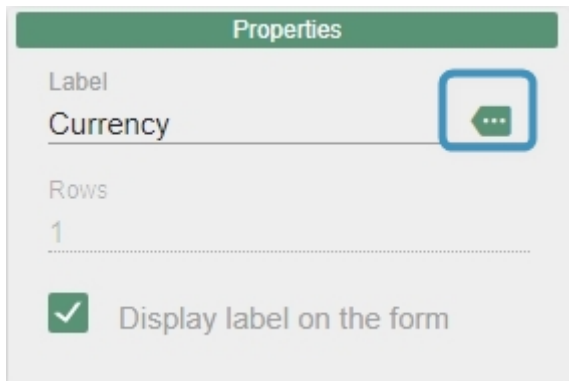 Properties
Label
Currency
Rows
1
Display label on the form